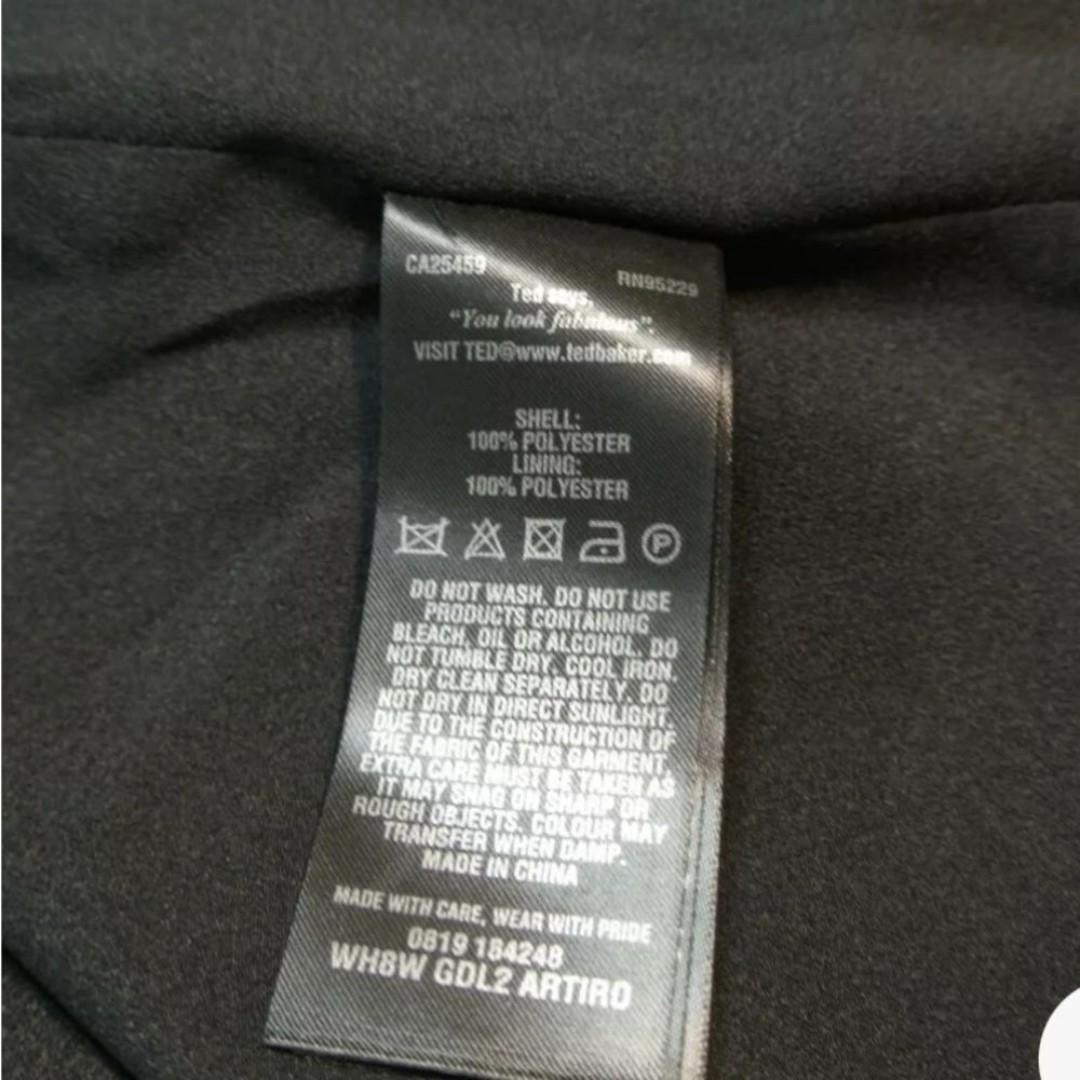 CA25459
RN95229
Ted says,
"You look fabulous".
VISIT TED@www.tedbaker.com
SHELL:
100% POLYESTER
LINING:
100% POLYESTER
P
DO NOT WASH. DO NOT USE
PRODUCTS CONTAINING
BLEACH, OIL OR ALCOHOL. DO
NOT TUMBLE DRY. COOL IRON.
DRY CLEAN SEPARATELY. DO
NOT DRY IN DIRECT SUNLIGHT.
DUE TO THE CONSTRUCTION OF
THE FABRIC OF THIS GARMENT,
EXTRA CARE MUST BE TAKEN AS
IT MAY SNAG ON SHARP OR
ROUGH OBJECTS. COLOUR MAY
TRANSFER WHEN DAMP.
MADE IN CHINA
MADE WITH CARE, WEAR WITH PRIDE
0819 184248
WH8W GDL2 ARTIRO